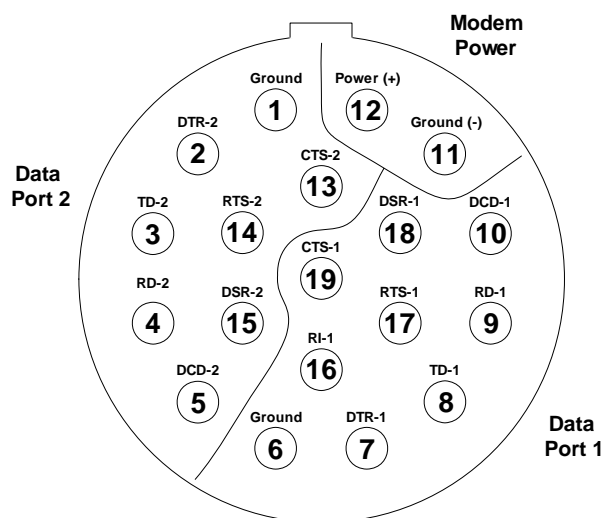 Modem
Power
Ground
1
Power (+)
12
DTR-2
2
Ground (-)
11
CTS-2
13
Data
Port 2
TD-2
3
RTS-2
14
DSR-1
18
DCD-1
10
CTS-1
19
RD-2
4
DSR-2
15
RTS-1
17
RD-1
9
RI-1
16
DCD-2
5
TD-1
8
Ground
6
DTR-1
7
Data
Port 1